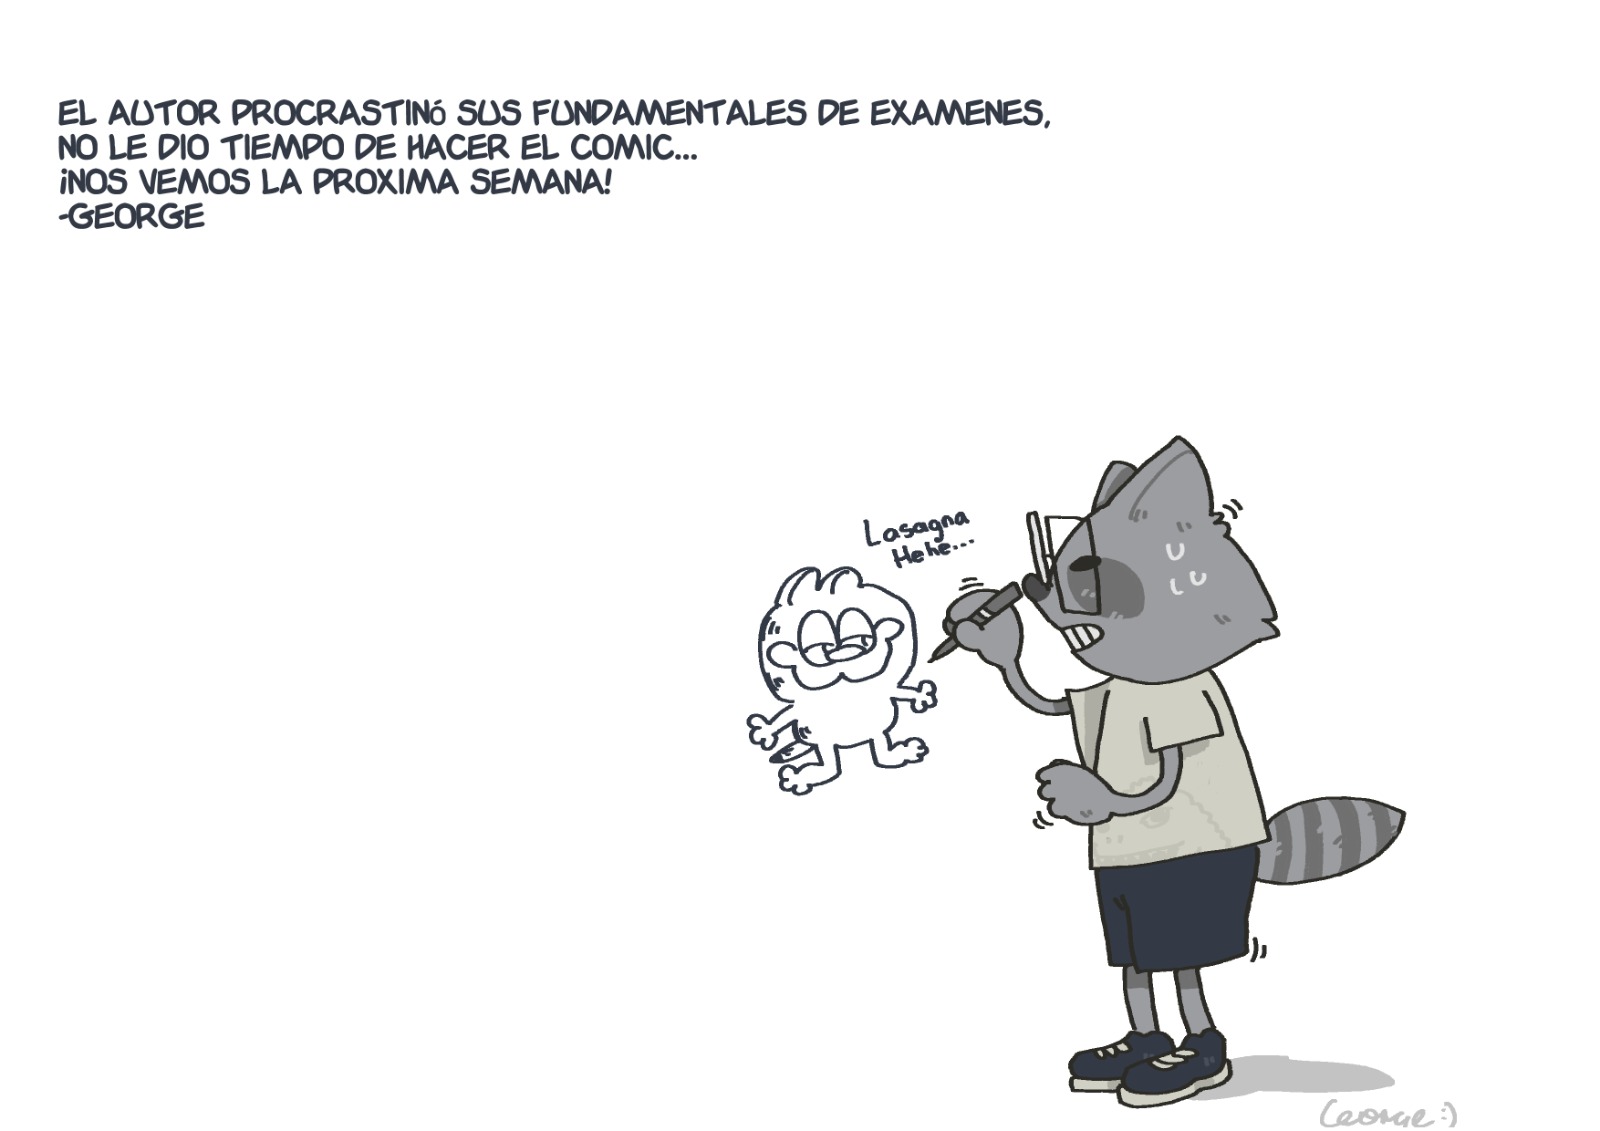 EL AUTOR PROCRASTINó SUS FUNDAMENTALES DE EXAMENES,
NO LE DIO TIEMPO DE HACER EL COMIC...
¡NOS VEMOS LA PROXIMA SEMANA!
-GEORGE
Lasagna
Hehe...
George :)